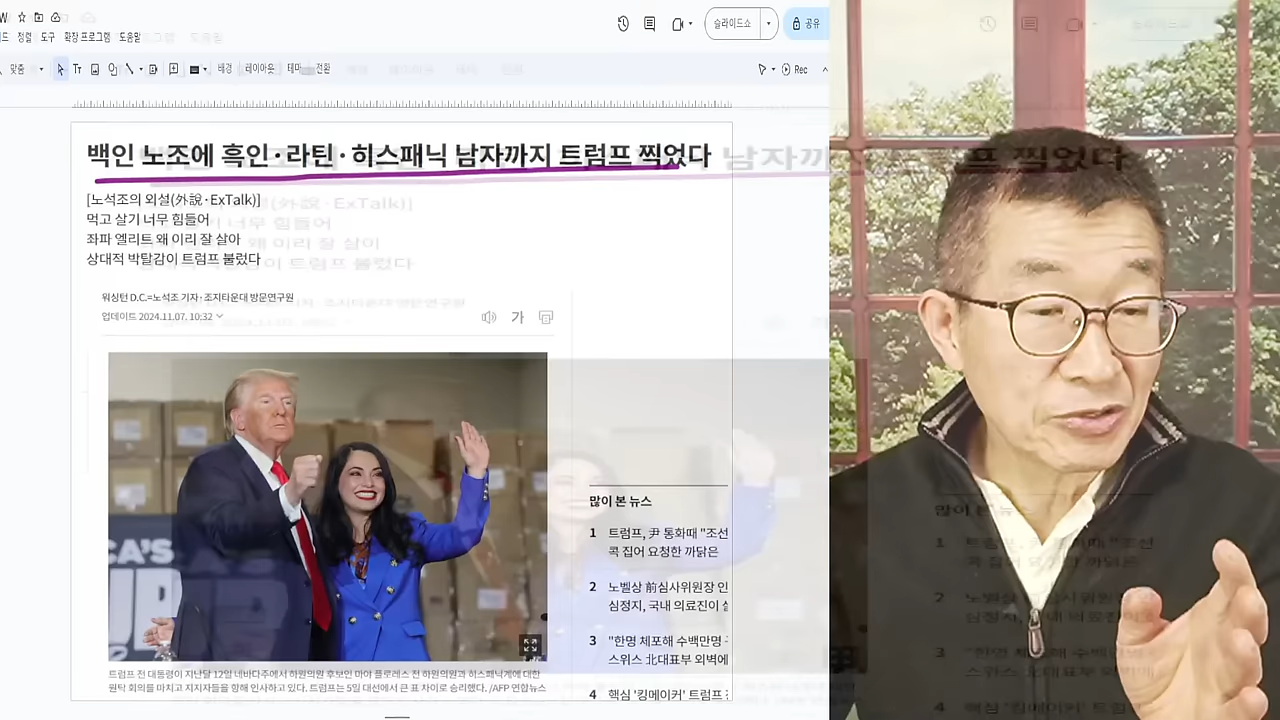 정렬 도구 확장 프로그램 도움말
슬라이드쇼
공유
맞춤
배경
레이아웃
테마
전환
Rec
백인 노조에 흑인·라틴·히스패닉 남자까지 트럼프 찍었다
[노석조의 외설(外說·ExTalk)]
먹고 살기 너무 힘들어
좌파 엘리트 왜 이리 잘 살아
상대적 박탈감이 트럼프 불렀다
워싱턴 D.C.=노석조 기자·조지타운대 방문연구원
업데이트 2024.11.07. 10:32
가
많이 본 뉴스
1 트럼프, 尹 통화때 "조선
콕 집어 요청한 까닭은
2 노벨상 前심사위원장 인
심정지, 국내 의료진이 살
3 "한명 체포해 수백만명
스위스 北대표부 외벽에
4 핵심 '킹메이커' 트럼프
트럼프 전 대통령이 지난달 12일 네바다주에서 하원의원 후보인 마야 플로레스 전 하원의원과 히스패닉계에 대한
원탁 회의를 마치고 지지자들을 향해 인사하고 있다. 트럼프는 5일 대선에서 큰 표 차이로 승리했다. /AFP 연합뉴스